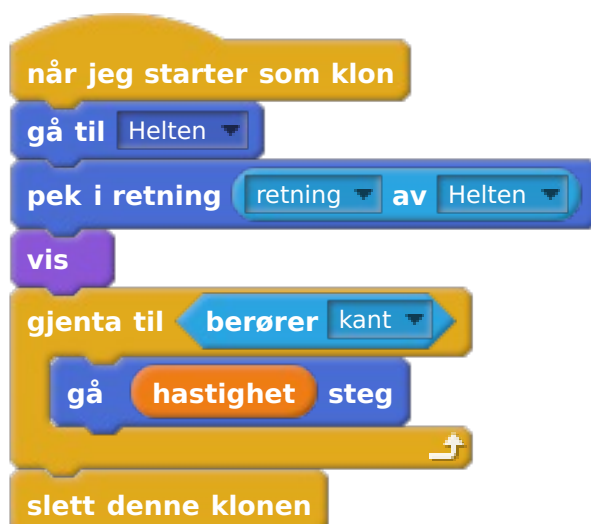 når jeg starter som klon
gå til Helten
pek i retning retning av Helten
vis
gjenta til berører kant
gå hastighet steg
slett denne klonen